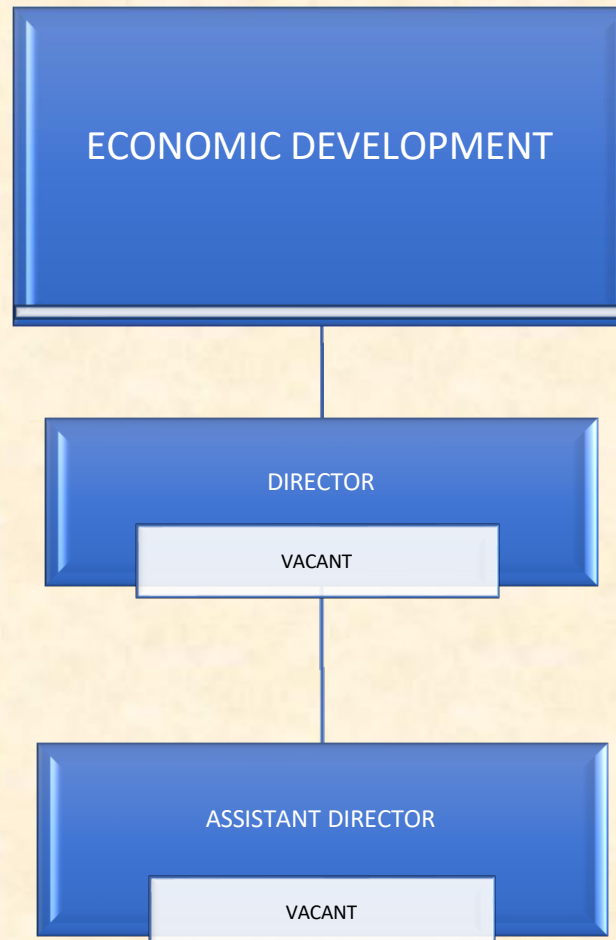 ECONOMIC DEVELOPMENT
DIRECTOR
VACANT
ASSISTANT DIRECTOR
VACANT